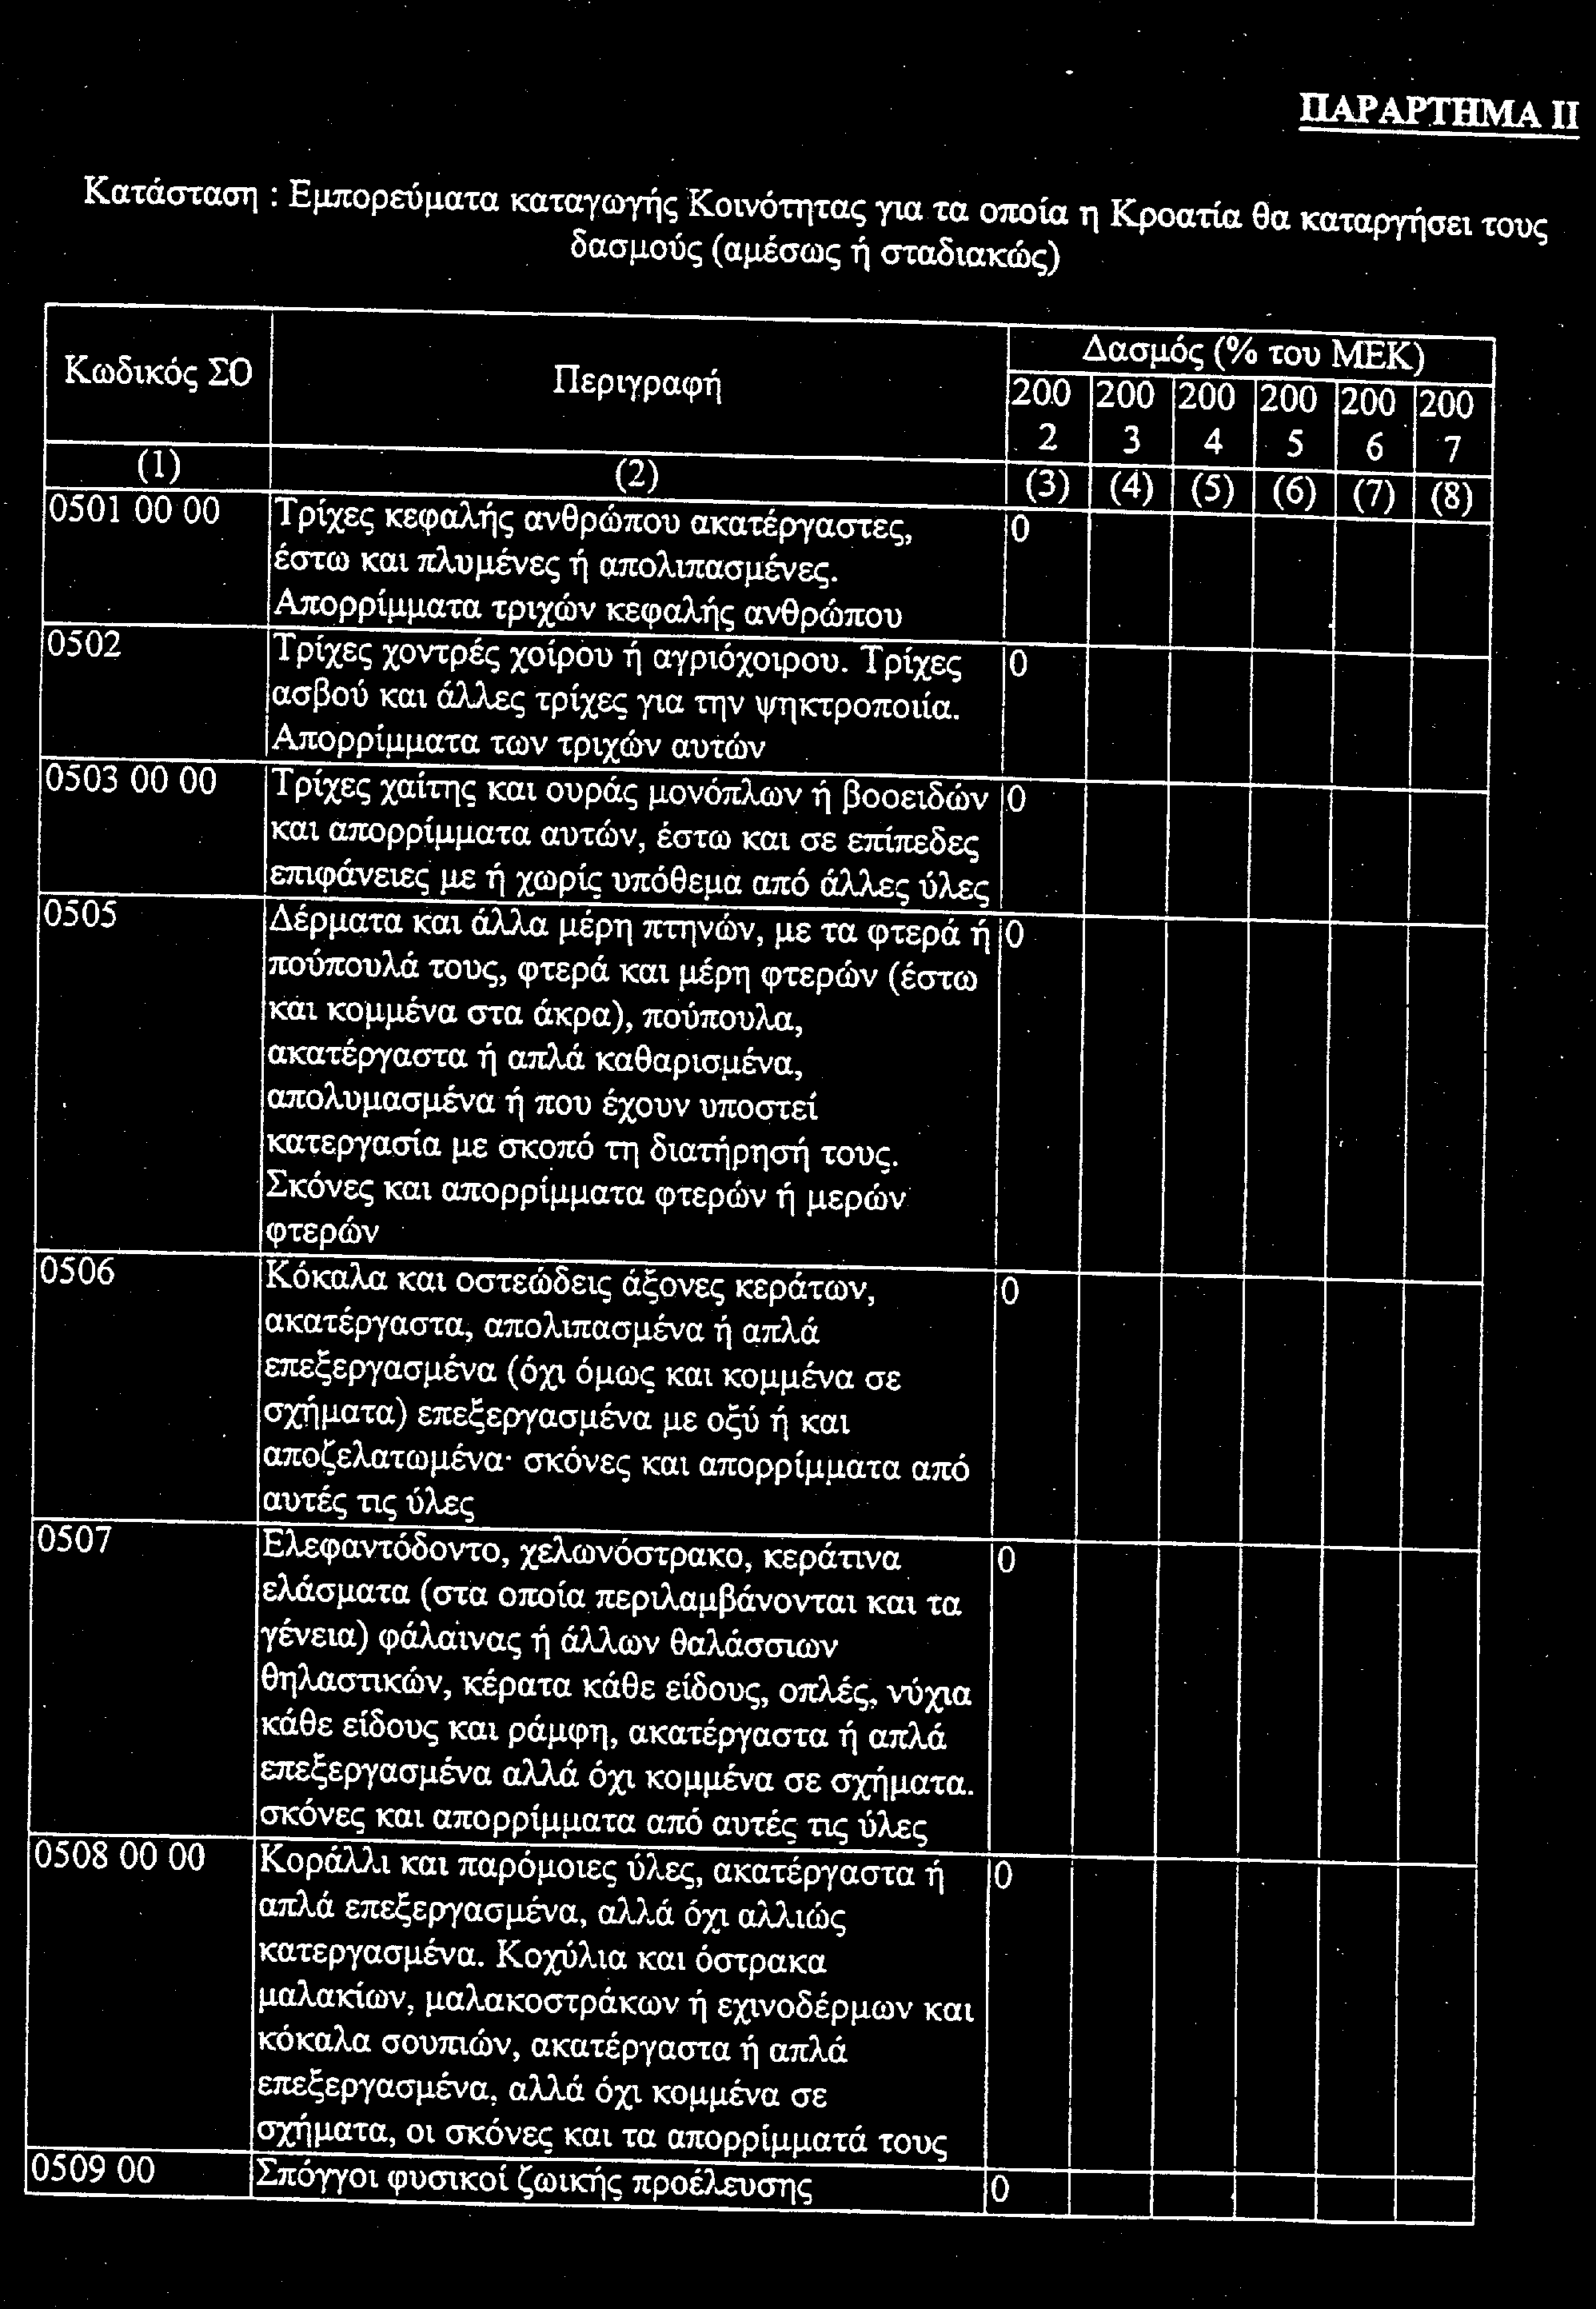 ΠΑΡΑΡΤΗΜΑ ΙΙ
Κατάσταση : Εμπορεύματα καταγωγής Κοινότητας για τα οποία η Κροατία θα καταργήσει τους
δασμούς (αμέσως ή σταδιακώς)
Κωδικός ΣΟ Περιγραφή Δασμός (% του ΜΕΚ)
200 200 200 200 200 200
2 3 4 5 6 7
(1) (2) (3) (4) (5) (6) (7) (8)
0501 00 00 Τρίχες κεφαλής ανθρώπου ακατέργαστες, 0
έστω και πλυμένες ή απολιπασμένες.
Απορρίμματα τριχών κεφαλής ανθρώπου
0502 Τρίχες χοντρές χοίρου ή αγριόχοιρου. Τρίχες 0
ασβού και άλλες τρίχες για την ψηκτροποιία.
Απορρίμματα των τριχών αυτών
0503 00 00 Τρίχες χαίτης και ουράς μονόπλων ή βοοειδών 0
και απορρίμματα αυτών, έστω και σε επίπεδες
επιφάνειες με ή χωρίς υπόθεμα από άλλες ύλες
0505 Δέρματα και άλλα μέρη πτηνών, με τα φτερά ή 0
πούπουλά τους, φτερά και μέρη φτερών (έστω
και κομμένα στα άκρα), πούπουλα,
ακατέργαστα ή απλά καθαρισμένα,
απολυμασμένα ή που έχουν υποστεί
κατεργασία με σκοπό τη διατήρησή τους.
Σκόνες και απορρίμματα φτερών ή μερών
φτερών
0506 Κόκαλα και οστεώδεις άξονες κεράτων, 0
ακατέργαστα, απολιπασμένα ή απλά
επεξεργασμένα (όχι όμως και κομμένα σε
σχήματα) επεξεργασμένα με οξύ ή και
αποζελατωμένα· σκόνες και απορρίμματα από
αυτές τις ύλες
0507 Ελεφαντόδοντο, χελωνόστρακο, κεράτινα 0
ελάσματα (στα οποία περιλαμβάνονται και τα
γένεια) φάλαινας ή άλλων θαλάσσιων
θηλαστικών, κέρατα κάθε είδους, οπλές, νύχια
κάθε είδους και ράμφη, ακατέργαστα ή απλά
επεξεργασμένα αλλά όχι κομμένα σε σχήματα.
σκόνες και απορρίμματα από αυτές τις ύλες
0508 00 00 Κοράλλι και παρόμοιες ύλες, ακατέργαστα ή 0
απλά επεξεργασμένα, αλλά όχι αλλιώς
κατεργασμένα. Κοχύλια και όστρακα
μαλακίων, μαλακοστράκων ή εχινοδέρμων και
κόκαλα σουπιών, ακατέργαστα ή απλά
επεξεργασμένα, αλλά όχι κομμένα σε
σχήματα, οι σκόνες και τα απορρίμματά τους
0509 00 Σπόγγοι φυσικοί ζωικής προέλευσης 0